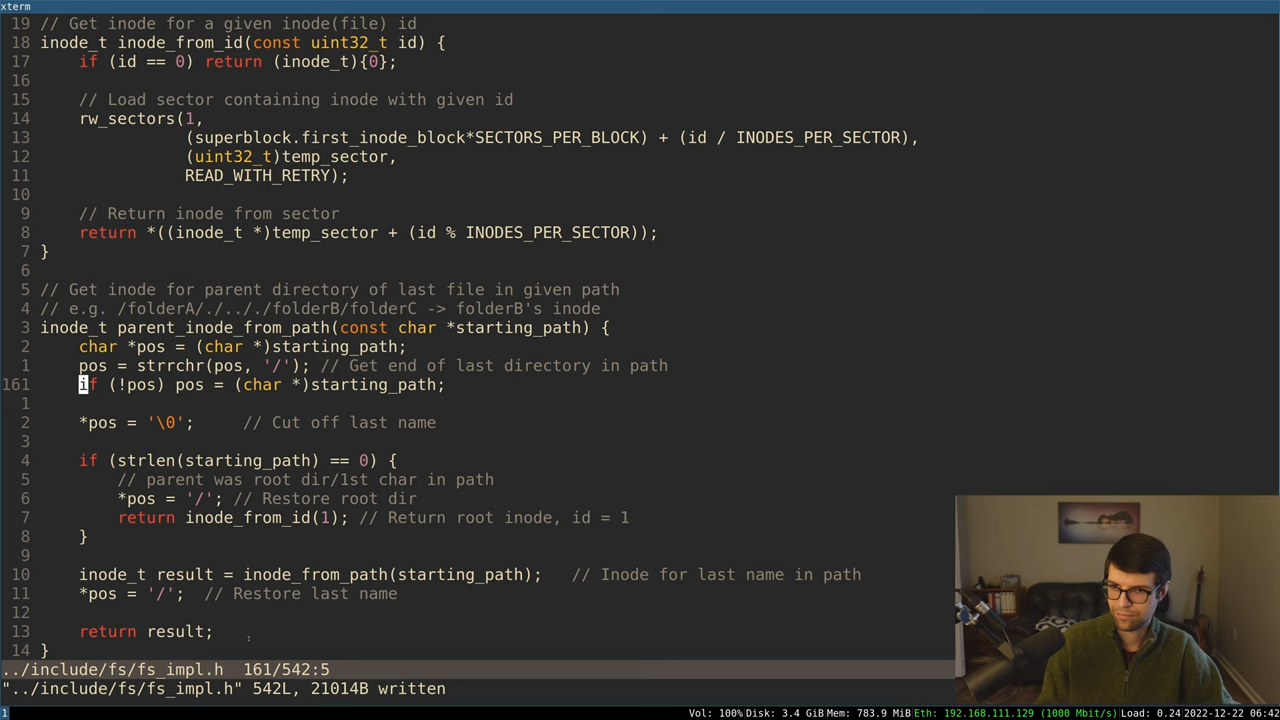 xterm
19 // Get inode for a given inode(file) id
18 inode_t inode_from_id(const uint32_t id) {
17     if (id == 0) return (inode_t){0};
16
15     // Load sector containing inode with given id
14     rw_sectors(1,
13                (superblock.first_inode_block*SECTORS_PER_BLOCK) + (id / INODES_PER_SECTOR),
12                (uint32_t)temp_sector,
11                READ_WITH_RETRY);
10
9     // Return inode from sector
8     return *((inode_t *)temp_sector + (id % INODES_PER_SECTOR));
7 }
6
5 // Get inode for parent directory of last file in given path
4 // e.g. /folderA/./.././folderB/folderC -> folderB's inode
3 inode_t parent_inode_from_path(const char *starting_path) {
2     char *pos = (char *)starting_path;
1     pos = strrchr(pos, '/'); // Get end of last directory in path
161     if (!pos) pos = (char *)starting_path;
1
2     *pos = '\0';     // Cut off last name
3
4     if (strlen(starting_path) == 0) {
5         // parent was root dir/1st char in path
6         *pos = '/'; // Restore root dir
7         return inode_from_id(1); // Return root inode, id = 1
8     }
9
10     inode_t result = inode_from_path(starting_path);   // Inode for last name in path
11     *pos = '/';  // Restore last name
12
13     return result;
14 }
../include/fs/fs_impl.h  161/542:5
"../include/fs/fs_impl.h" 542L, 21014B written
1 Vol: 100% Disk: 3.4 GiB Mem: 783.9 MiB Eth: 192.168.111.129 (1000 Mbit/s) Load: 0.24 2022-12-22 06:42